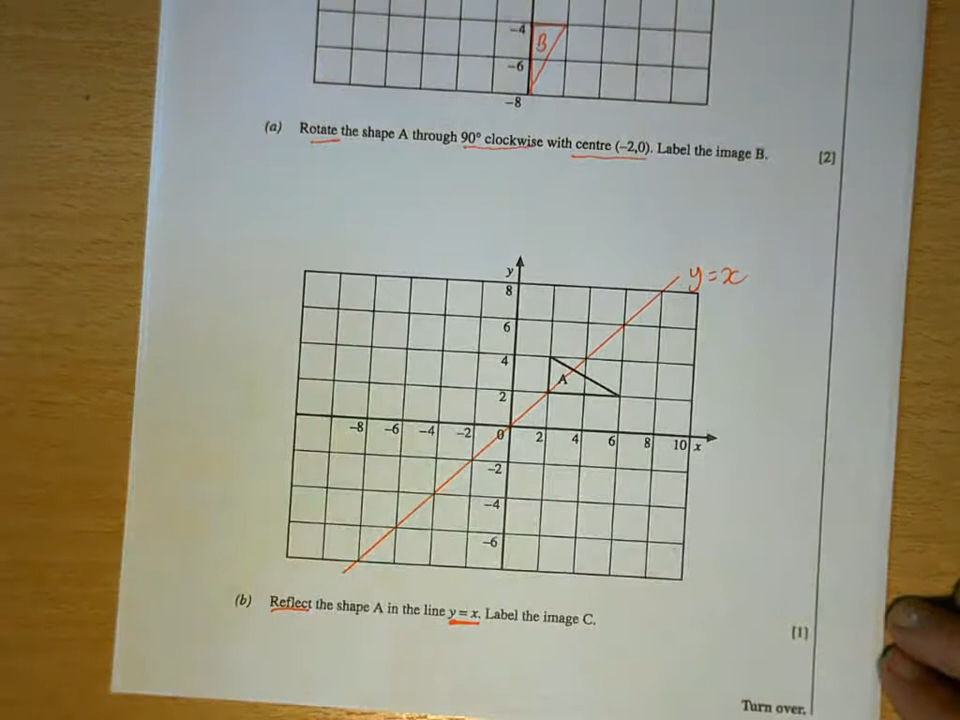 -4
B
-6
-8
(a) Rotate the shape A through 90° clockwise with centre (–2,0). Label the image B. [2]
y
y=x
8
6
4
A
2
-8 -6 -4 -2 0 2 4 6 8 10 x
-2
-4
-6
(b) Reflect the shape A in the line y = x. Label the image C.
[1]
Turn over.